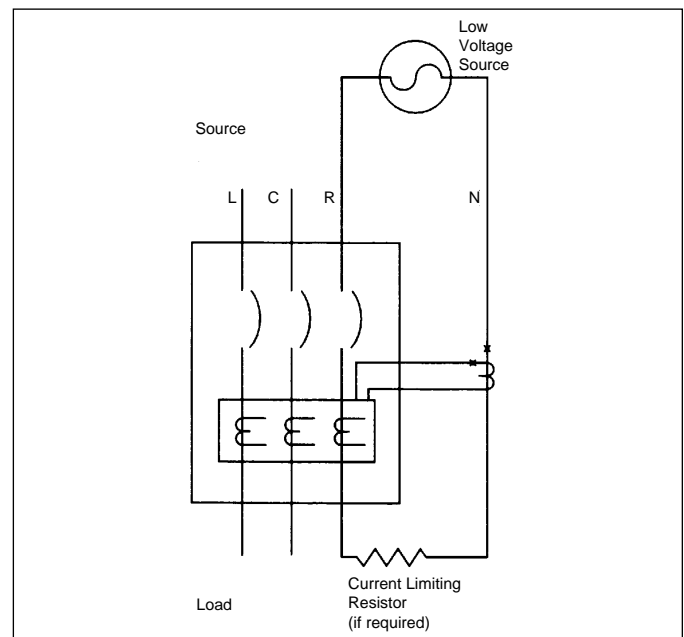 Low
Voltage
Source
Source
L C R N
Load
Current Limiting
Resistor
(if required)